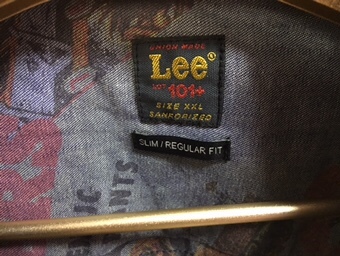 UNION MADE
Lee®
LOT 101+
SIZE XXL
SANFORIZED
SLIM / REGULAR FIT